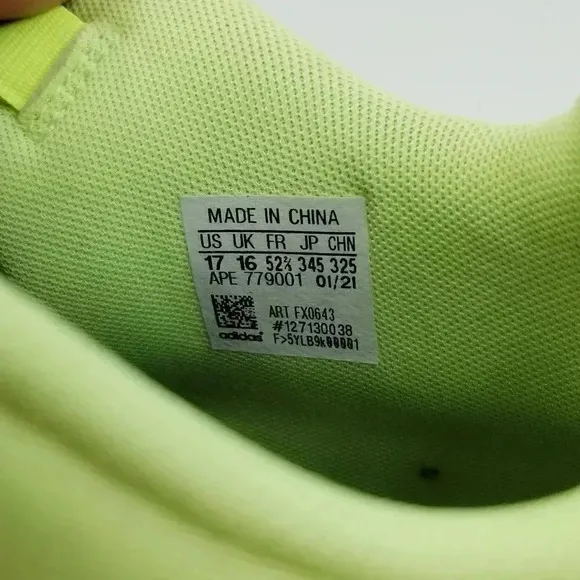 MADE IN CHINA
US UK FR JP CHN
17 16 52⅔ 345 325
APE 779001 01/21
ART FX0643
#127130038
adidas®